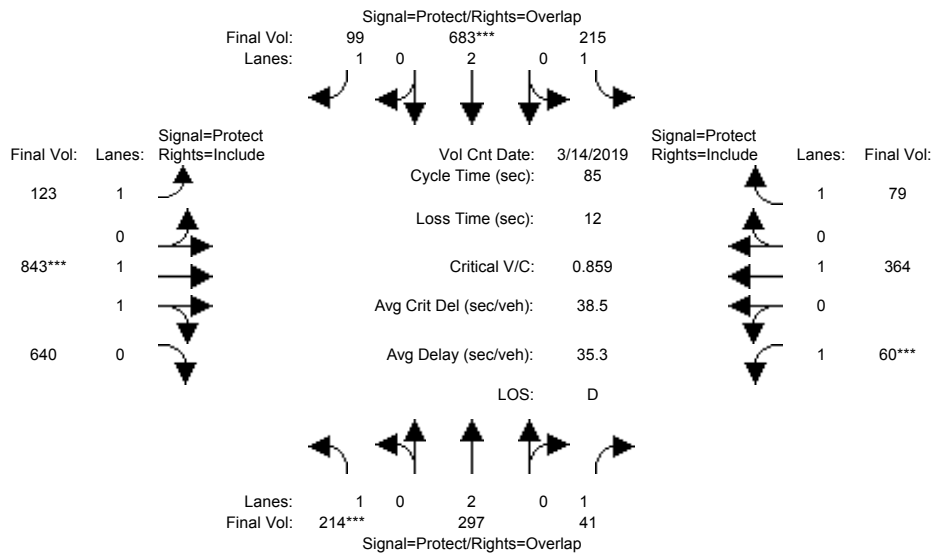 Signal=Protect/Rights=Overlap
Final Vol: 99 683*** 215
Lanes: 1 0 2 0 1
Signal=Protect Signal=Protect
Final Vol: Lanes: Rights=Include Vol Cnt Date: 3/14/2019 Rights=Include Lanes: Final Vol:
Cycle Time (sec): 85
123 1 1 79
Loss Time (sec): 12
0 0
843*** 1 Critical V/C: 0.859 1 364
1 Avg Crit Del (sec/veh): 38.5 0
640 0 Avg Delay (sec/veh): 35.3 1 60***
LOS: D
Lanes: 1 0 2 0 1
Final Vol: 214*** 297 41
Signal=Protect/Rights=Overlap